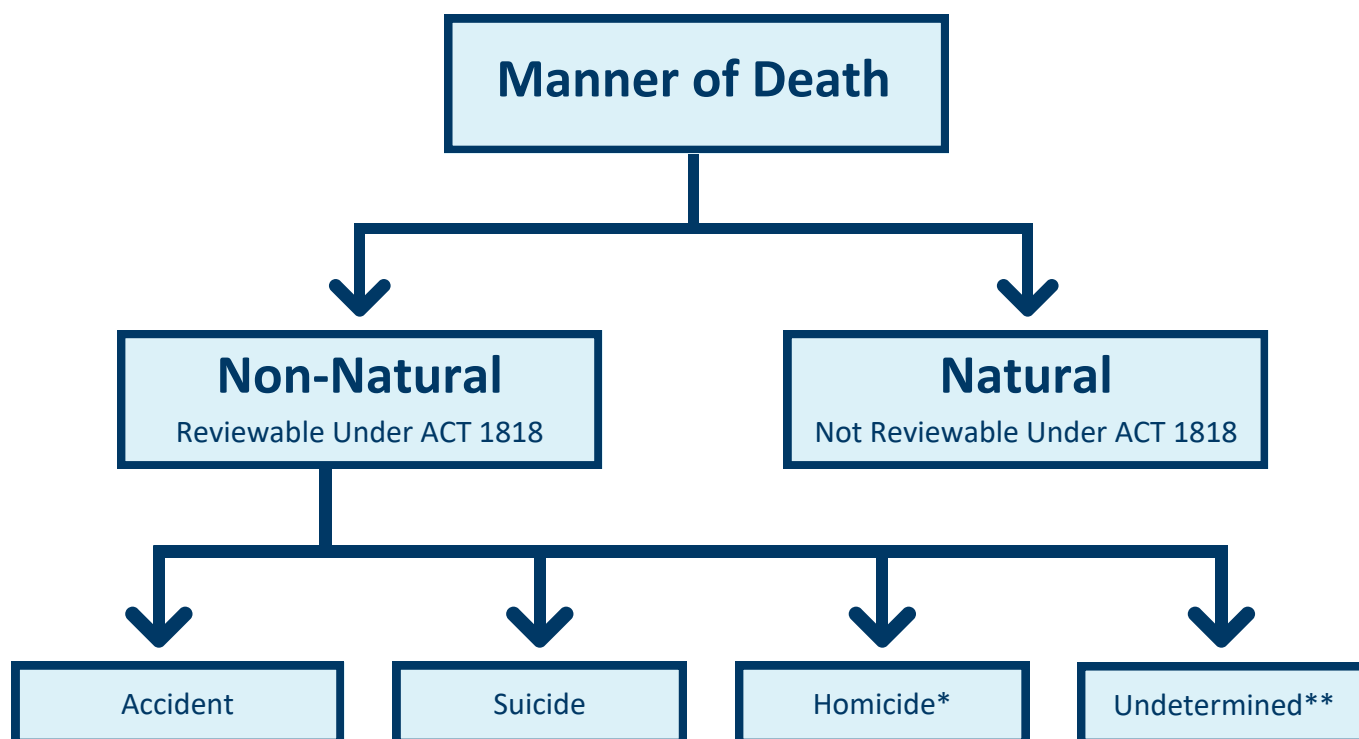 Manner of Death
Non-Natural
Reviewable Under ACT 1818
Natural
Not Reviewable Under ACT 1818
Accident
Suicide
Homicide*
Undetermined**